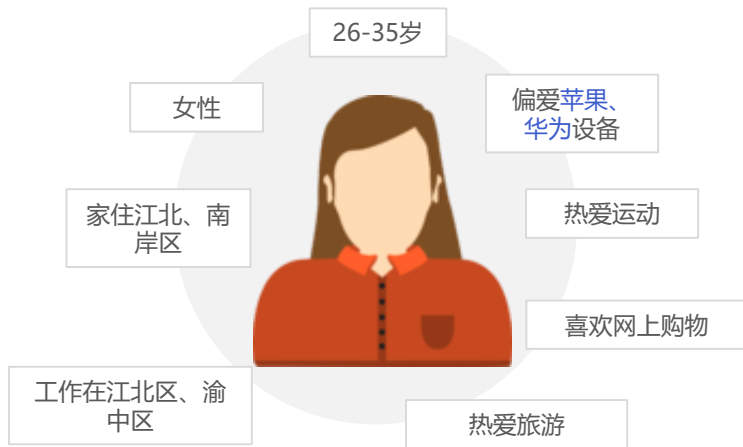 26-35岁
女性
偏爱苹果、
华为设备
家住江北、南
岸区
热爱运动
喜欢网上购物
工作在江北区、渝
中区
热爱旅游